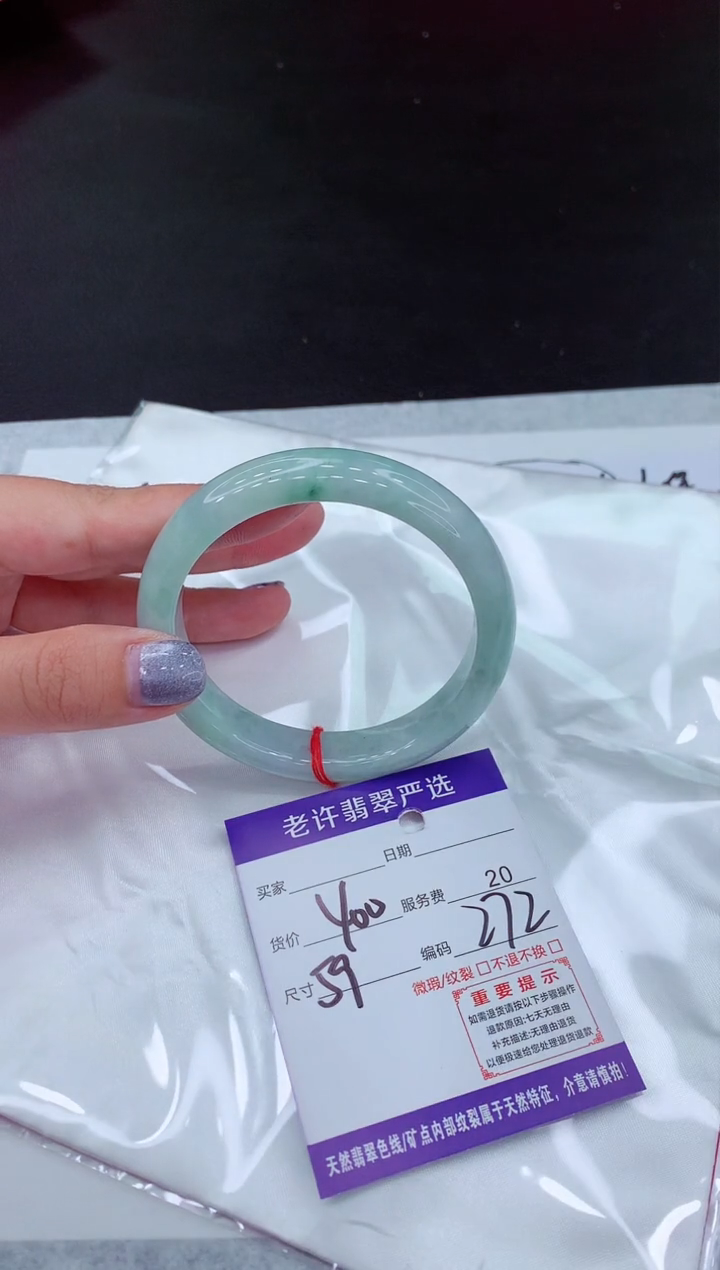 老许翡翠严选
买家 日期
货价 400 服务费 20
尺寸 59 编码 272
微瑕/纹裂 □不退不换 □
重要提示
如需退货请按以下步骤操作
退款原因:七天无理由
补充描述:无理由退货
以便极速给您处理退货退款
天然翡翠色线/矿点内部纹裂属于天然特征，介意请慎拍！